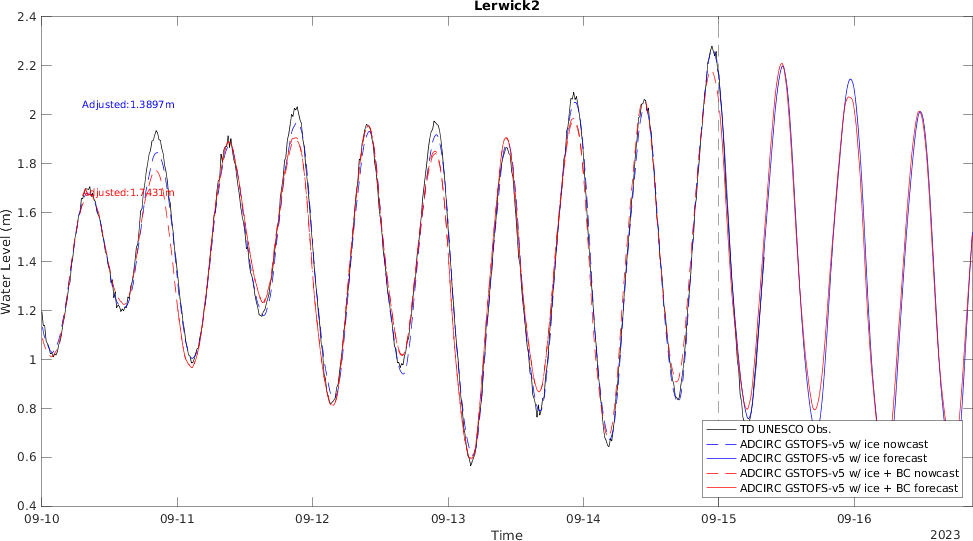 Lerwick2
2.4
2.2
2
1.8
1.6
1.4
1.2
1
0.8
0.6
0.4
Water Level (m)
Adjusted:1.3897m
Adjusted:1.7431m
TD UNESCO Obs.
ADCIRC GSTOFS-v5 w/ ice nowcast
ADCIRC GSTOFS-v5 w/ ice forecast
ADCIRC GSTOFS-v5 w/ ice + BC nowcast
ADCIRC GSTOFS-v5 w/ ice + BC forecast
09-10 09-11 09-12 09-13 09-14 09-15 09-16
Time
2023